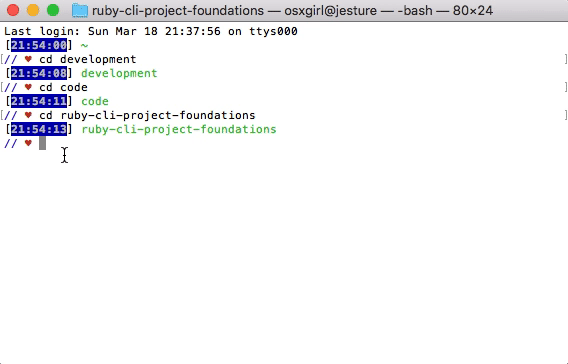 ruby-cli-project-foundations — osxgirl@jesture — -bash — 80×24
Last login: Sun Mar 18 21:37:56 on ttys000
[21:54:00] ~
[// ♥ cd development ]
[21:54:08] development
[// ♥ cd code ]
[21:54:11] code
[// ♥ cd ruby-cli-project-foundations ]
[21:54:13] ruby-cli-project-foundations
// ♥